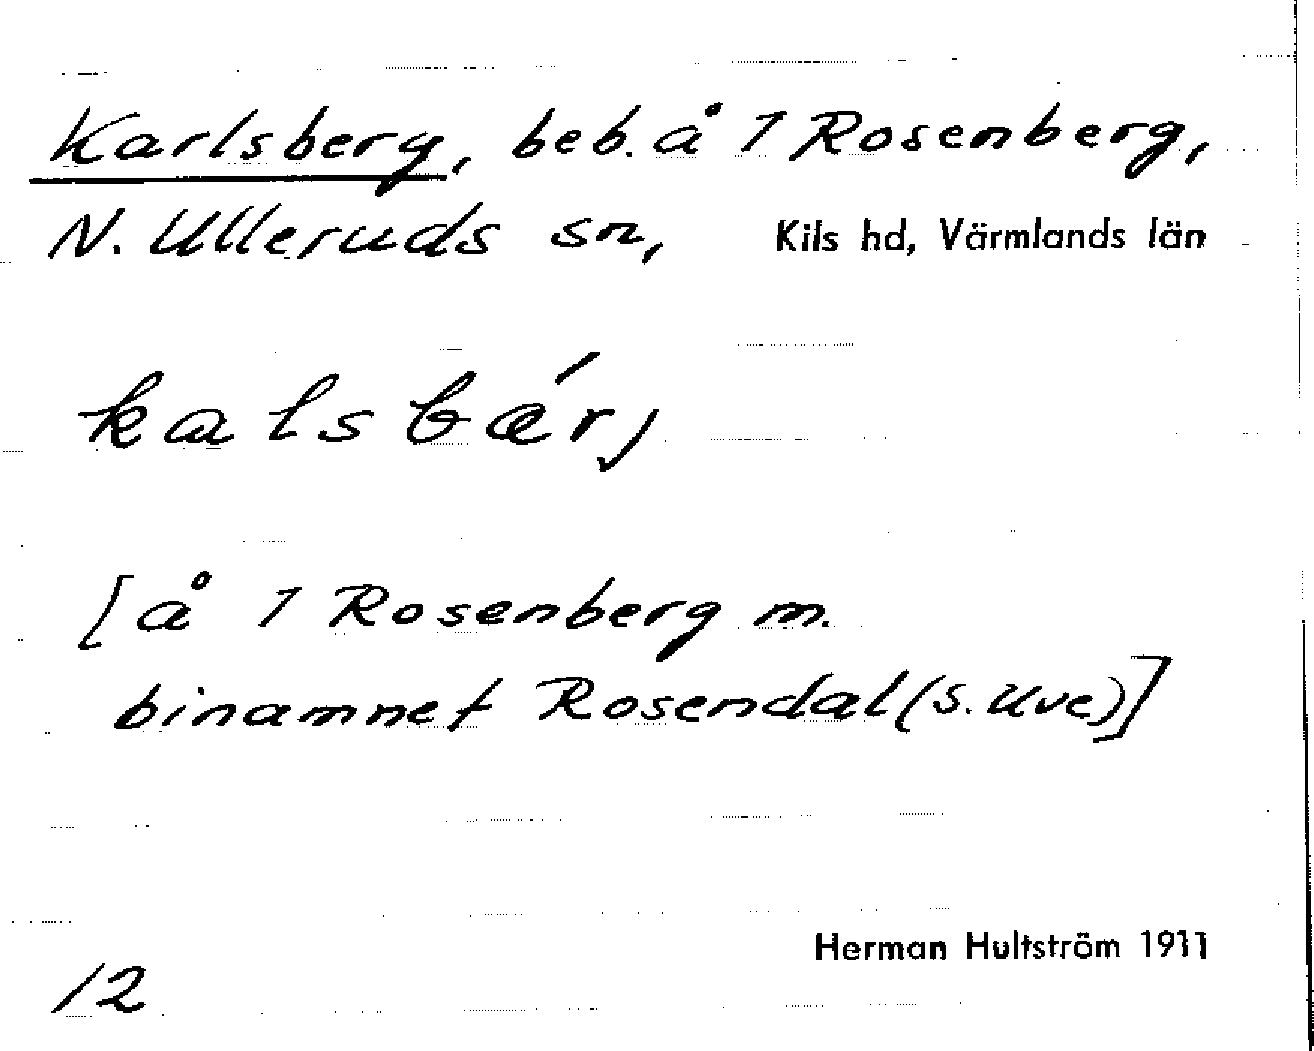 Karlsberg, beb. å 1 Rosenberg,
N. Ulleruds sn, Kils hd, Värmlands län
kalsbǽrj
[å 1 Rosenberg m.
binamnet Rosendal (s. Uve)]
Herman Hultström 1911
12